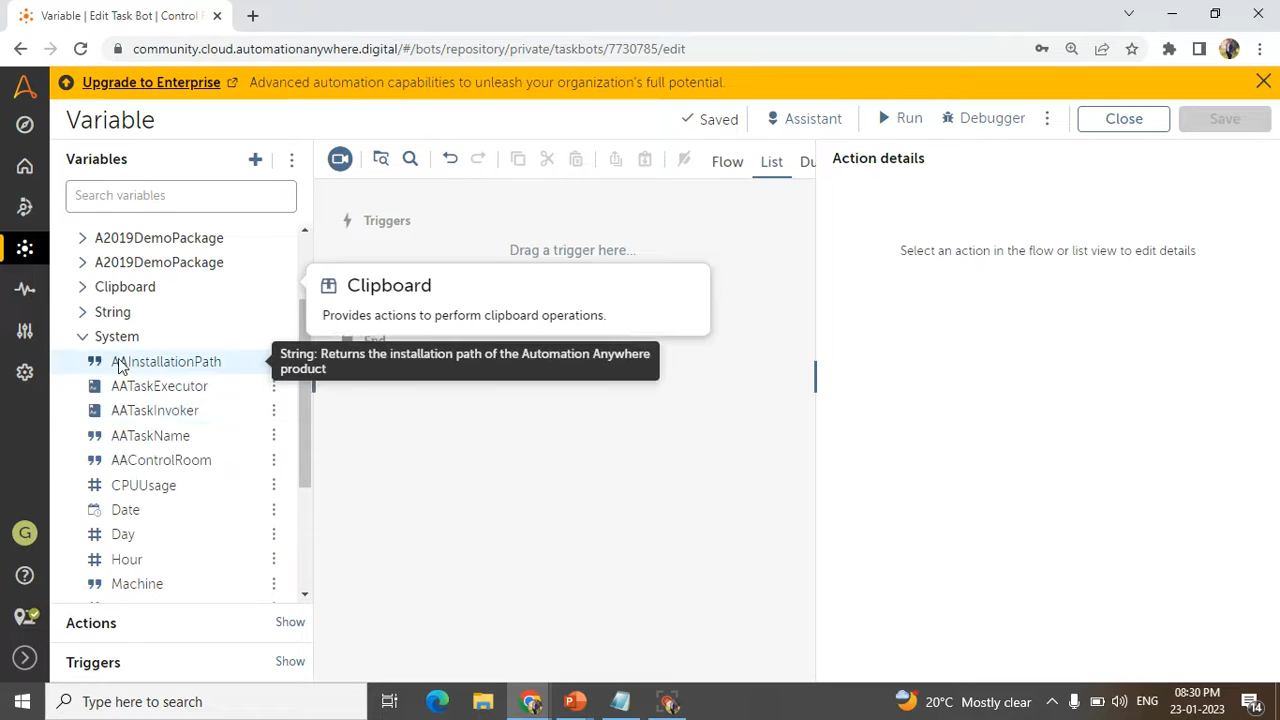 Variable | Edit Task Bot | Control
community.cloud.automationanywhere.digital/#/bots/repository/private/taskbots/7730785/edit
Upgrade to Enterprise Advanced automation capabilities to unleash your organization's full potential.
Variable
Saved
Assistant
Run
Debugger
Close
Save
Variables
Flow
List
Du
Action details
Search variables
A2019DemoPackage
A2019DemoPackage
Clipboard
String
System
AAInstallationPath
AATaskExecutor
AATaskInvoker
AATaskName
AAControlRoom
CPUUsage
Date
Day
Hour
Machine
Triggers
Drag a trigger here...
Clipboard
Provides actions to perform clipboard operations.
End
String: Returns the installation path of the Automation Anywhere
product
Select an action in the flow or list view to edit details
Actions Show
Triggers Show
G
Type here to search
20°C Mostly clear
ENG
08:30 PM
23-01-2023
14